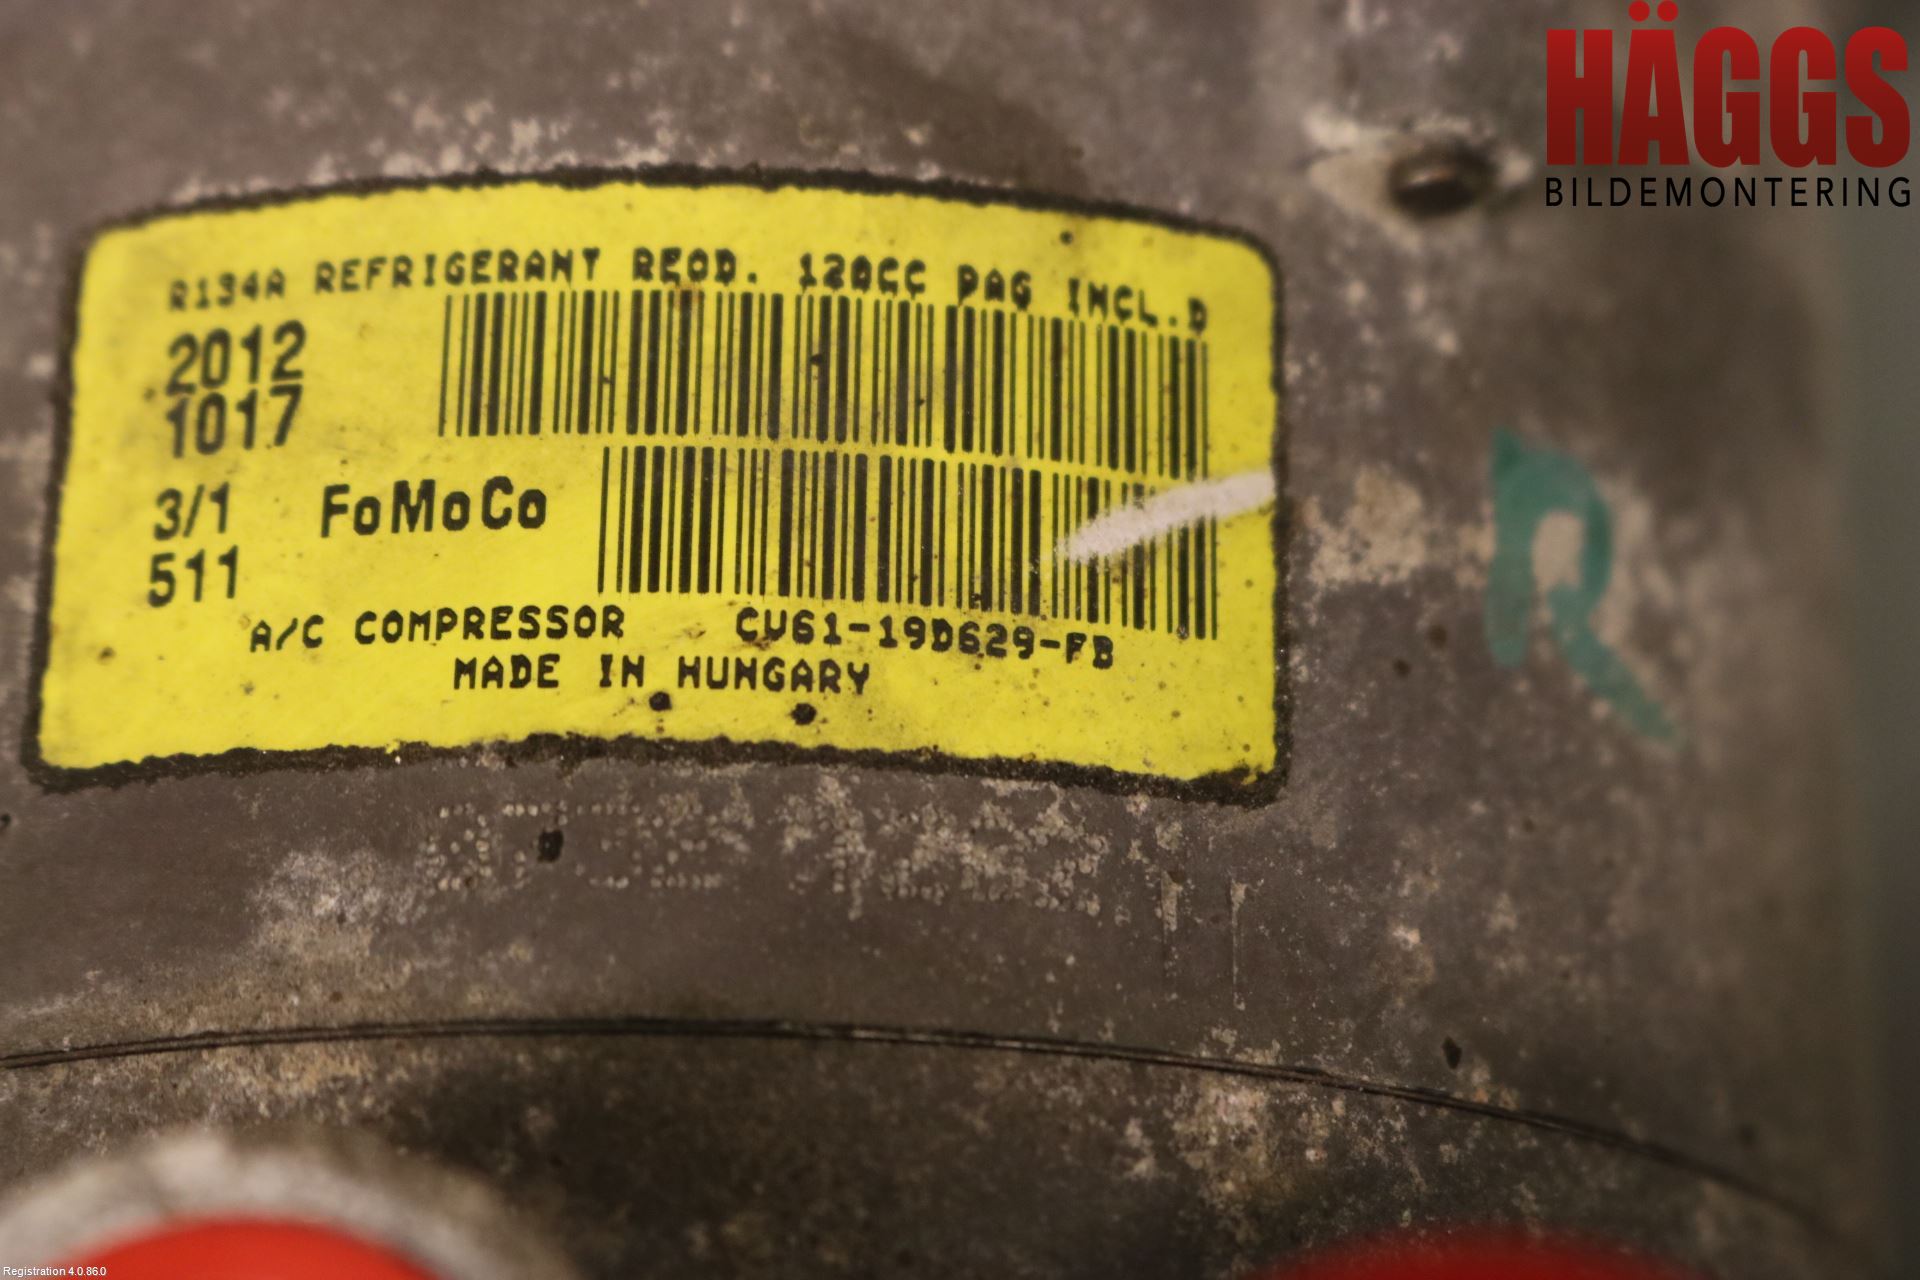 HÄGGS
BILDEMONTERING
R134A REFRIGERANT REQD. 120CC PAG INCL.D
2012
1017
3/1
511
FoMoCo
A/C COMPRESSOR CV61-19D629-FB
MADE IN HUNGARY
R
Registration 4.0.86.0